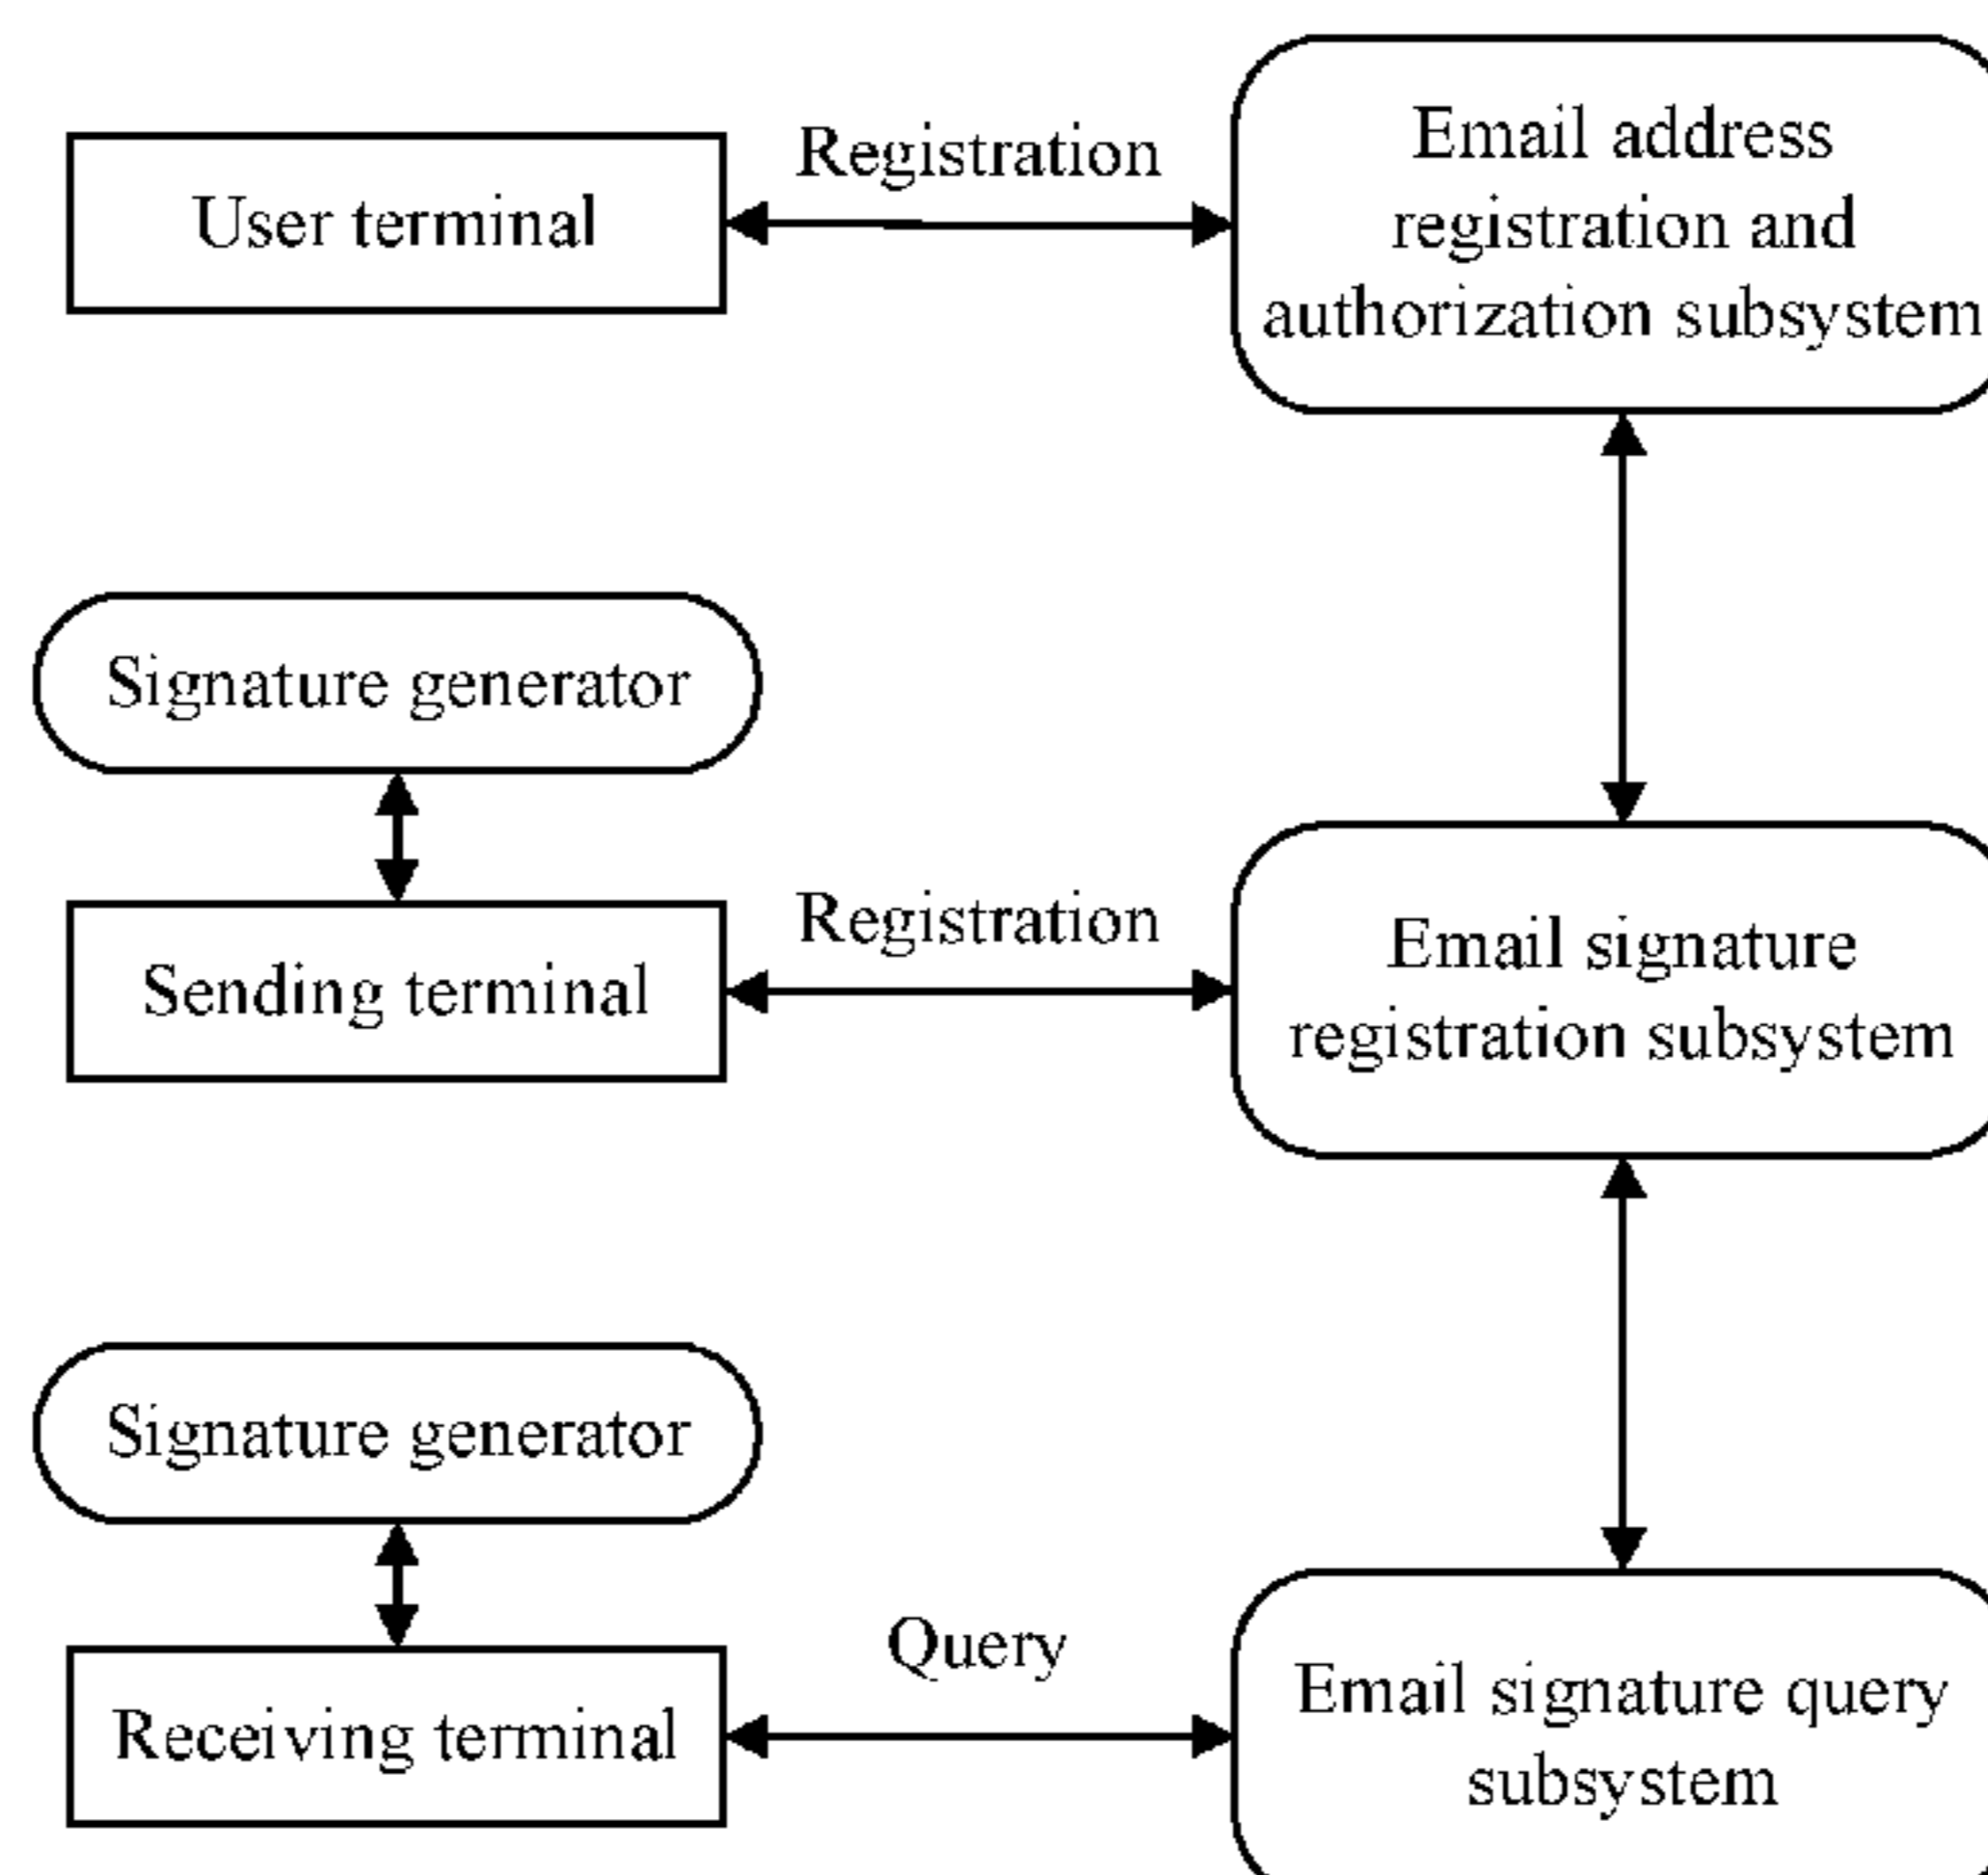 Registration
User terminal
Email address
registration and
authorization subsystem
Signature generator
Sending terminal
Registration
Email signature
registration subsystem
Signature generator
Receiving terminal
Query
Email signature query
subsystem